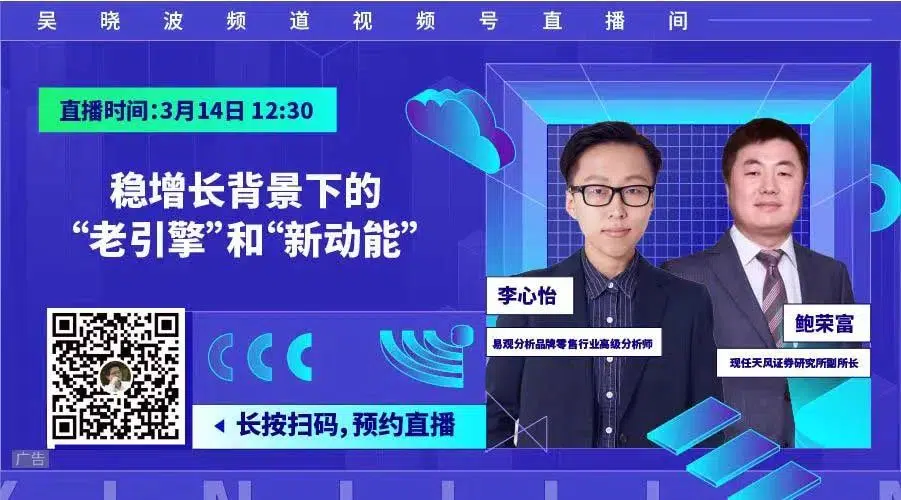 吴晓波频道视频号直播间
直播时间:3月14日 12:30
稳增长背景下的
“老引擎”和“新动能”
李心怡
易观分析品牌零售行业高级分析师
鲍荣富
现任天风证券研究所副所长
长按扫码,预约直播
广告